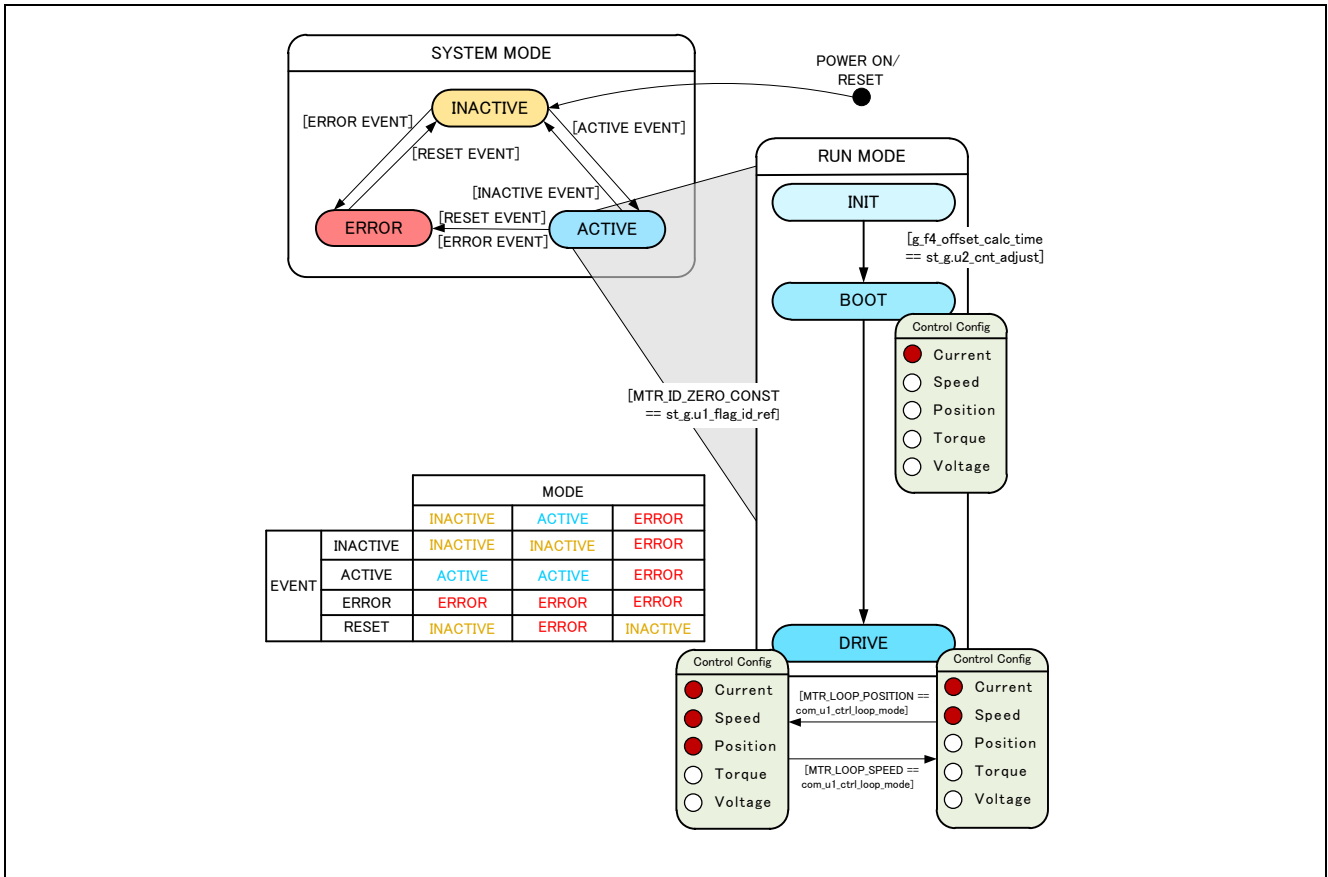 SYSTEM MODE
POWER ON/
RESET
INACTIVE
[ERROR EVENT]
[ACTIVE EVENT]
[RESET EVENT]
[INACTIVE EVENT]
[RESET EVENT]
ERROR
ACTIVE
[ERROR EVENT]
RUN MODE
INIT
[g_f4_offset_calc_time
== st_g.u2_cnt_adjust]
BOOT
Control Config
Current
Speed
Position
Torque
Voltage
[MTR_ID_ZERO_CONST
== st_g.u1_flag_id_ref]
MODE
INACTIVE ACTIVE ERROR
EVENT
INACTIVE INACTIVE INACTIVE ERROR
ACTIVE ACTIVE ACTIVE ERROR
ERROR ERROR ERROR ERROR
RESET INACTIVE ERROR INACTIVE
DRIVE
Control Config
Current
Speed
Position
Torque
Voltage
[MTR_LOOP_POSITION ==
com_u1_ctrl_loop_mode]
[MTR_LOOP_SPEED ==
com_u1_ctrl_loop_mode]
Control Config
Current
Speed
Position
Torque
Voltage